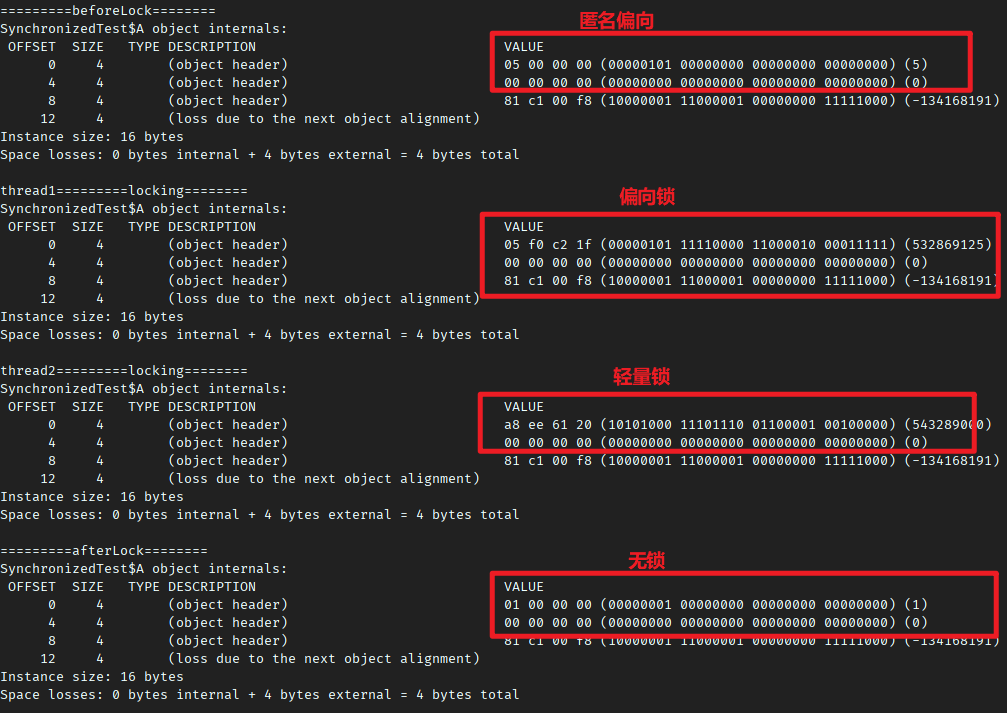 =========beforeLock========
匿名偏向
SynchronizedTest$A object internals:
OFFSET SIZE TYPE DESCRIPTION VALUE
0 4 (object header) 05 00 00 00 (00000101 00000000 00000000 00000000) (5)
4 4 (object header) 00 00 00 00 (00000000 00000000 00000000 00000000) (0)
8 4 (object header) 81 c1 00 f8 (10000001 11000001 00000000 11111000) (-134168191)
12 4 (loss due to the next object alignment)
Instance size: 16 bytes
Space losses: 0 bytes internal + 4 bytes external = 4 bytes total
thread1=========locking========
偏向锁
SynchronizedTest$A object internals:
OFFSET SIZE TYPE DESCRIPTION VALUE
0 4 (object header) 05 f0 c2 1f (00000101 11110000 11000010 00011111) (532869125)
4 4 (object header) 00 00 00 00 (00000000 00000000 00000000 00000000) (0)
8 4 (object header) 81 c1 00 f8 (10000001 11000001 00000000 11111000) (-134168191)
12 4 (loss due to the next object alignment)
Instance size: 16 bytes
Space losses: 0 bytes internal + 4 bytes external = 4 bytes total
thread2=========locking========
轻量锁
SynchronizedTest$A object internals:
OFFSET SIZE TYPE DESCRIPTION VALUE
0 4 (object header) a8 ee 61 20 (10101000 11101110 01100001 00100000) (543289000)
4 4 (object header) 00 00 00 00 (00000000 00000000 00000000 00000000) (0)
8 4 (object header) 81 c1 00 f8 (10000001 11000001 00000000 11111000) (-134168191)
12 4 (loss due to the next object alignment)
Instance size: 16 bytes
Space losses: 0 bytes internal + 4 bytes external = 4 bytes total
=========afterLock========
无锁
SynchronizedTest$A object internals:
OFFSET SIZE TYPE DESCRIPTION VALUE
0 4 (object header) 01 00 00 00 (00000001 00000000 00000000 00000000) (1)
4 4 (object header) 00 00 00 00 (00000000 00000000 00000000 00000000) (0)
8 4 (object header) 81 c1 00 f8 (10000001 11000001 00000000 11111000) (-134168191)
12 4 (loss due to the next object alignment)
Instance size: 16 bytes
Space losses: 0 bytes internal + 4 bytes external = 4 bytes total